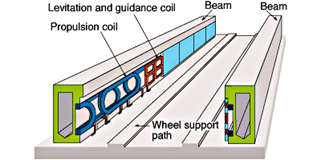 Levitation and guidance coil
Beam
Beam
Propulsion coil
Wheel support
path